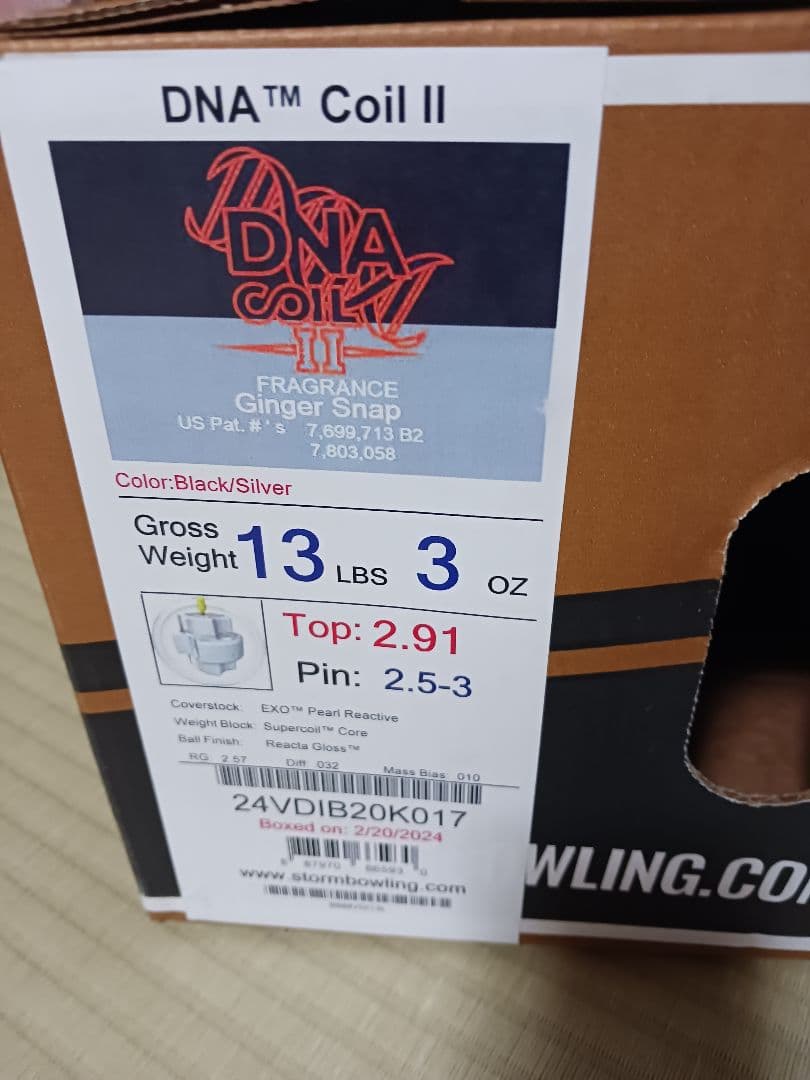 DNA™ Coil II
DNA
COIL
II
FRAGRANCE
Ginger Snap
US Pat.#'s 7,699,713 B2
7,803,058
Color:Black/Silver
Gross Weight 13 LBS 3 OZ
Top: 2.91
Pin: 2.5-3
Coverstock: EXO™ Pearl Reactive
Weight Block: Supercoil™ Core
Ball Finish: Reacta Gloss™
RG: 2.57 Diff .032 Mass Bias .010
24VDIB20K017
Boxed on: 2/20/2024
www.stormbowling.com
WLING.CO